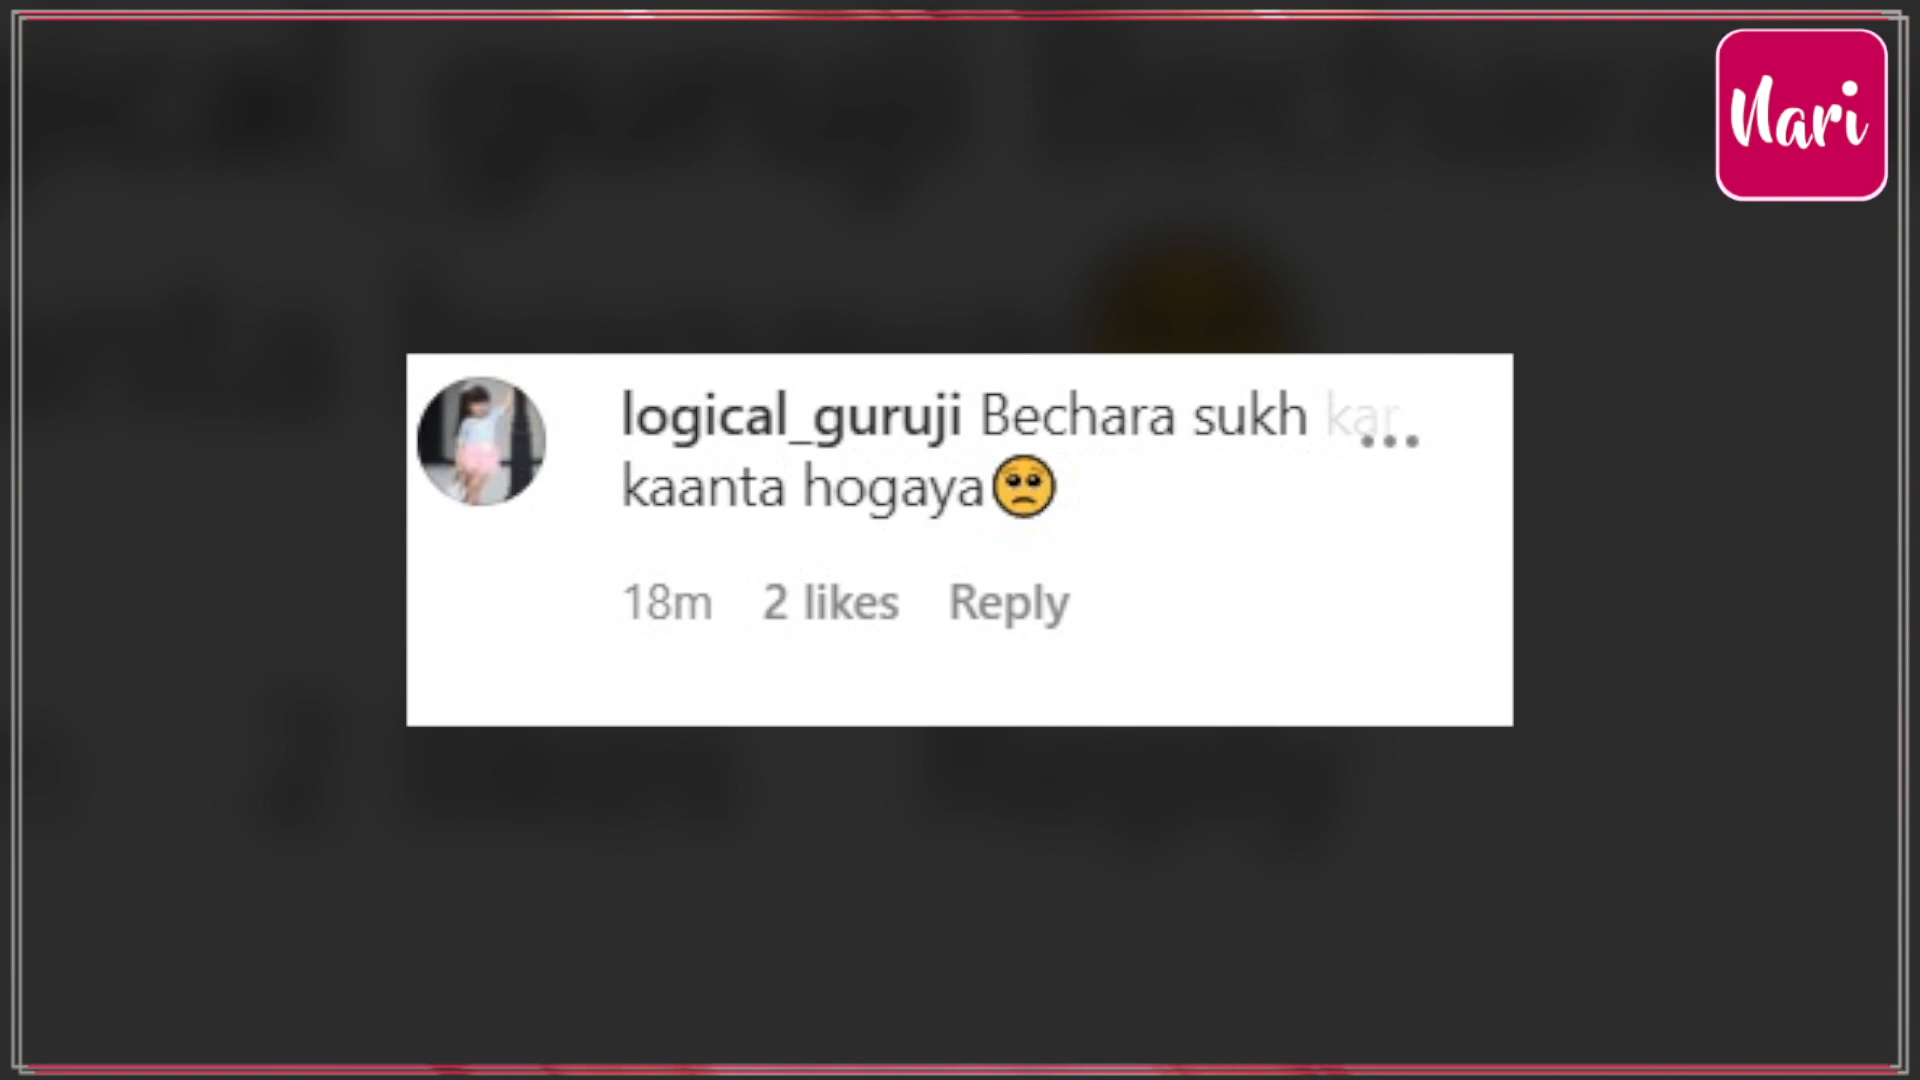 Nari
logical_guruji Bechara sukh kar
kaanta hogaya🥺
18m 2 likes Reply